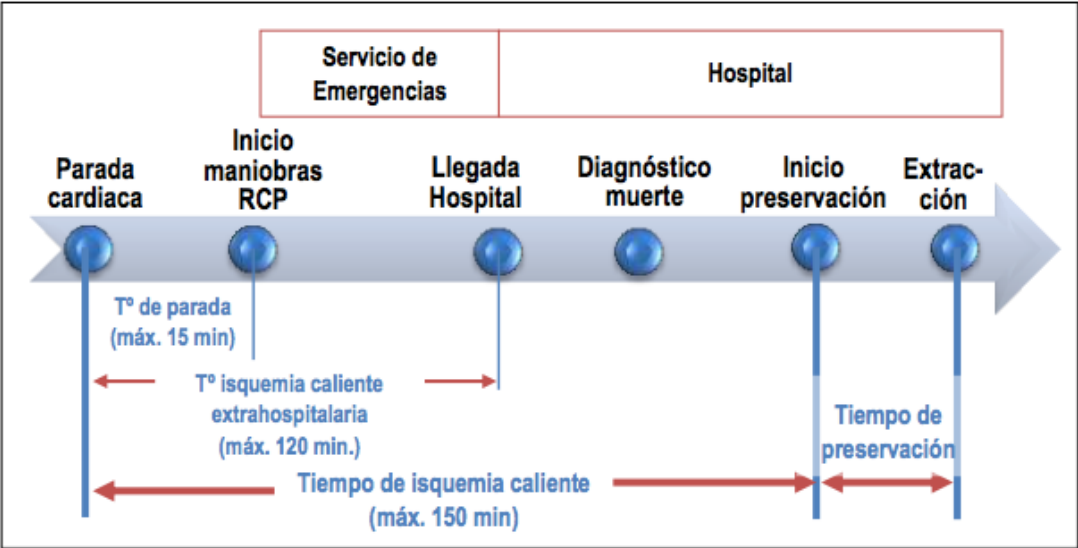 Servicio de
Emergencias
Hospital
Parada
cardiaca
Inicio
maniobras
RCP
Llegada
Hospital
Diagnóstico
muerte
Inicio
preservación
Extrac-
ción
Tº de parada
(máx. 15 min)
Tº isquemia caliente
extrahospitalaria
(máx. 120 min.)
Tiempo de
preservación
Tiempo de isquemia caliente
(máx. 150 min)